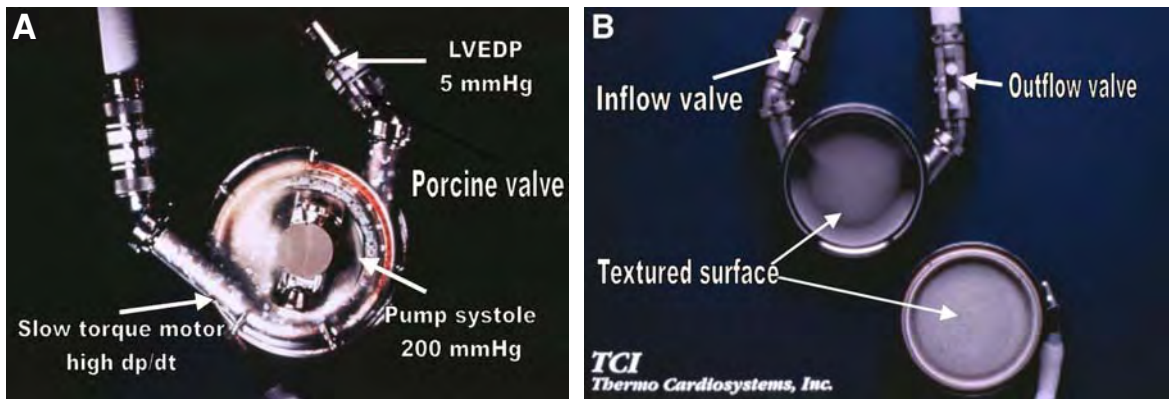 A
LVEDP
5 mmHg
Porcine valve
Slow torque motor
high dp/dt
Pump systole
200 mmHg
B
Inflow valve
Outflow valve
Textured surface
TCI
Thermo Cardiosystems, Inc.